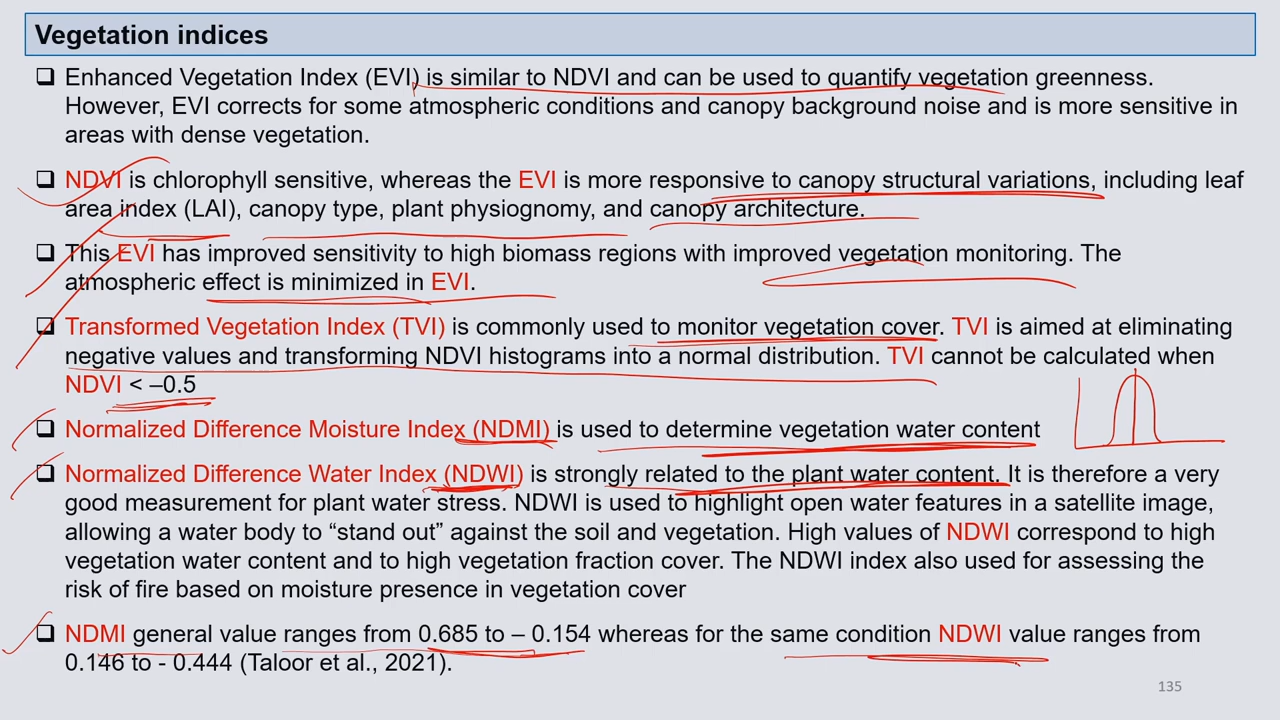 Vegetation indices
❑ Enhanced Vegetation Index (EVI) is similar to NDVI and can be used to quantify vegetation greenness.
However, EVI corrects for some atmospheric conditions and canopy background noise and is more sensitive in
areas with dense vegetation.
❑ NDVI is chlorophyll sensitive, whereas the EVI is more responsive to canopy structural variations, including leaf
area index (LAI), canopy type, plant physiognomy, and canopy architecture.
❑ This EVI has improved sensitivity to high biomass regions with improved vegetation monitoring. The
atmospheric effect is minimized in EVI.
❑ Transformed Vegetation Index (TVI) is commonly used to monitor vegetation cover. TVI is aimed at eliminating
negative values and transforming NDVI histograms into a normal distribution. TVI cannot be calculated when
NDVI < –0.5
❑ Normalized Difference Moisture Index (NDMI) is used to determine vegetation water content
❑ Normalized Difference Water Index (NDWI) is strongly related to the plant water content. It is therefore a very
good measurement for plant water stress. NDWI is used to highlight open water features in a satellite image,
allowing a water body to “stand out” against the soil and vegetation. High values of NDWI correspond to high
vegetation water content and to high vegetation fraction cover. The NDWI index also used for assessing the
risk of fire based on moisture presence in vegetation cover
❑ NDMI general value ranges from 0.685 to – 0.154 whereas for the same condition NDWI value ranges from
0.146 to - 0.444 (Taloor et al., 2021).
135